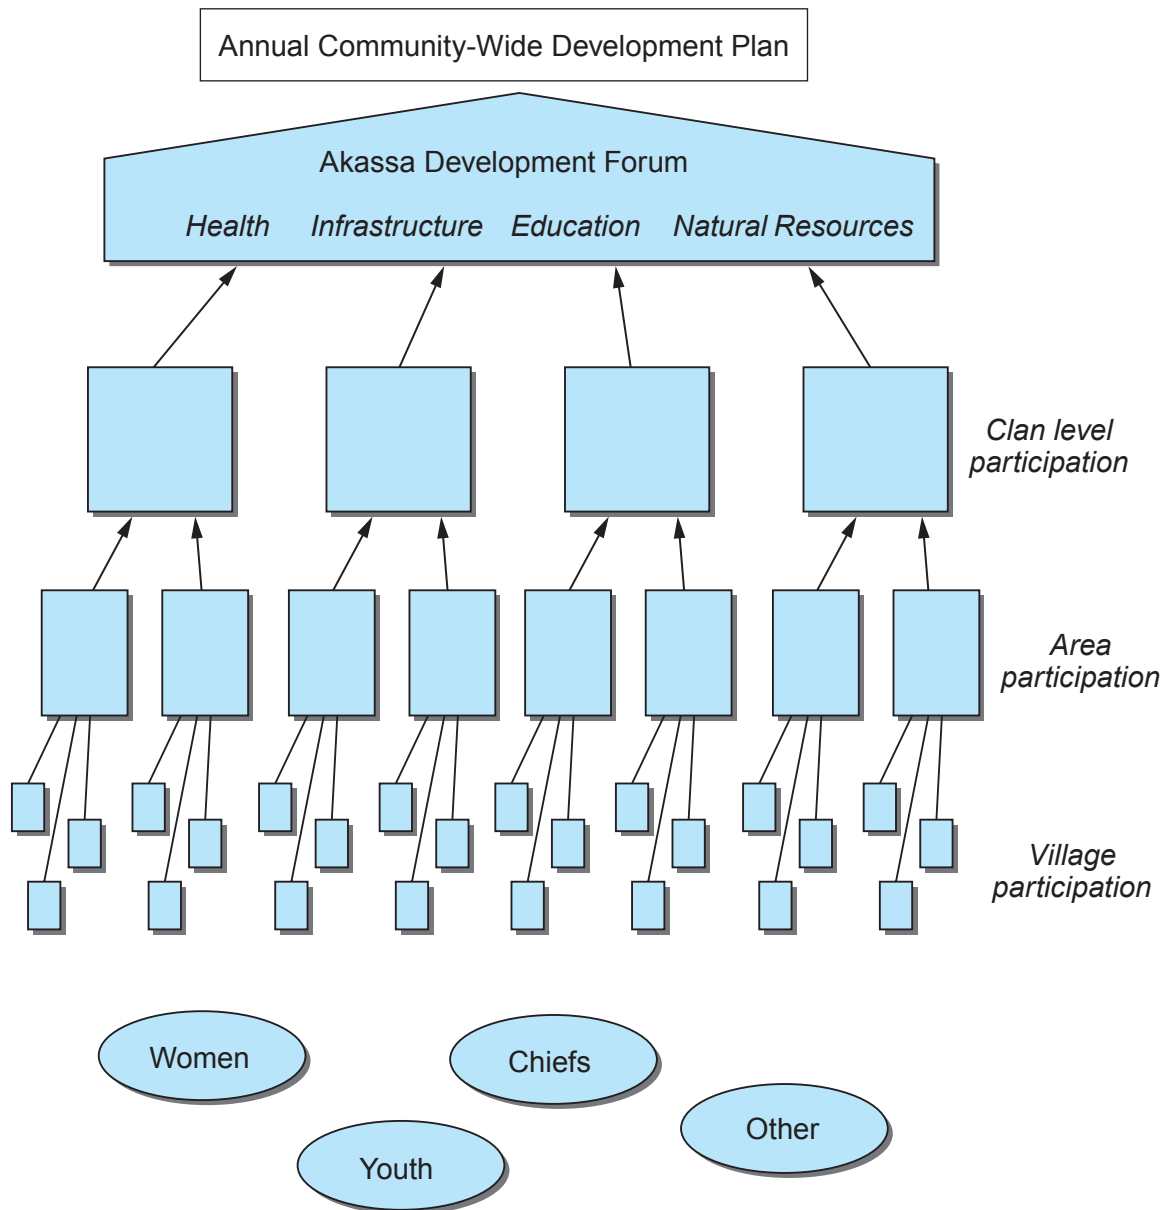 Annual Community-Wide Development Plan
Akassa Development Forum
Health Infrastructure Education Natural Resources
Clan level
participation
Area
participation
Village
participation
Women
Chiefs
Other
Youth